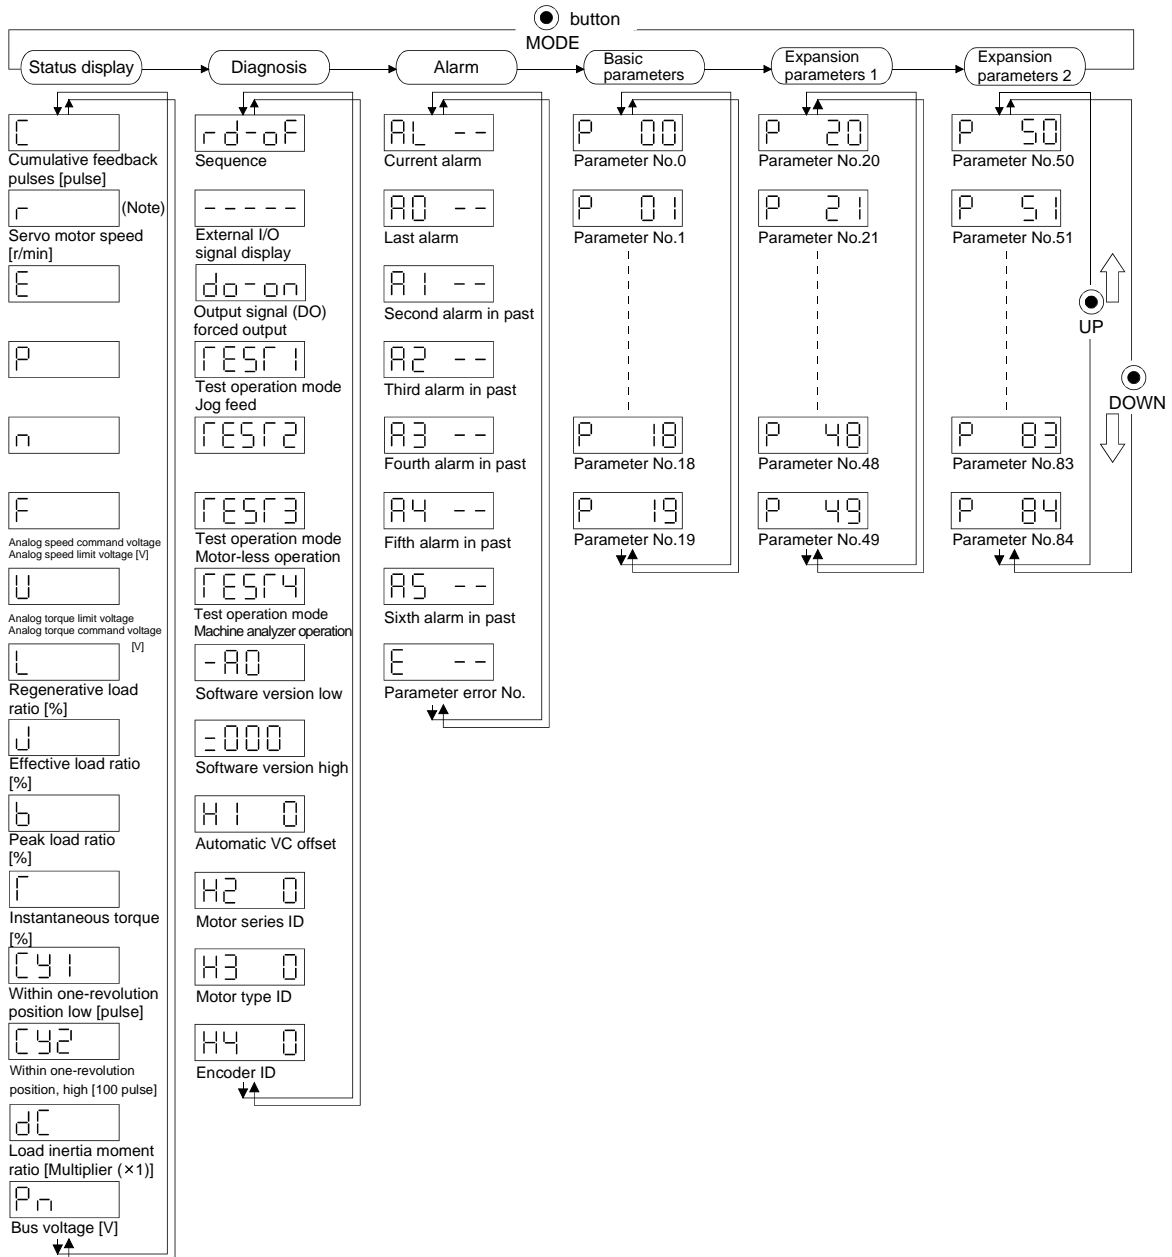 button
MODE
Status display
Diagnosis
Alarm
Basic
parameters
Expansion
parameters 1
Expansion
parameters 2
C
Cumulative feedback
pulses [pulse]
r
(Note)
Servo motor speed
[r/min]
E
P
n
F
Analog speed command voltage
Analog speed limit voltage [V]
U
Analog torque limit voltage
Analog torque command voltage
[V]
L
Regenerative load
ratio [%]
J
Effective load ratio
[%]
b
Peak load ratio
[%]
T
Instantaneous torque
[%]
Cy1
Within one-revolution
position low [pulse]
Cy2
Within one-revolution
position, high [100 pulse]
dC
Load inertia moment
ratio [Multiplier (×1)]
Pn
Bus voltage [V]
rd-oF
Sequence
- - - - -
External I/O
signal display
do-on
Output signal (DO)
forced output
TEST1
Test operation mode
Jog feed
TEST2
TEST3
Test operation mode
Motor-less operation
TEST4
Test operation mode
Machine analyzer operation
-A0
Software version low
=000
Software version high
H1 0
Automatic VC offset
H2 0
Motor series ID
H3 0
Motor type ID
H4 0
Encoder ID
AL --
Current alarm
A0 --
Last alarm
A1 --
Second alarm in past
A2 --
Third alarm in past
A3 --
Fourth alarm in past
A4 --
Fifth alarm in past
A5 --
Sixth alarm in past
E --
Parameter error No.
P 00
Parameter No.0
P 01
Parameter No.1
P 18
Parameter No.18
P 19
Parameter No.19
P 20
Parameter No.20
P 21
Parameter No.21
P 48
Parameter No.48
P 49
Parameter No.49
P 50
Parameter No.50
P 51
Parameter No.51
P 83
Parameter No.83
P 84
Parameter No.84
UP
DOWN